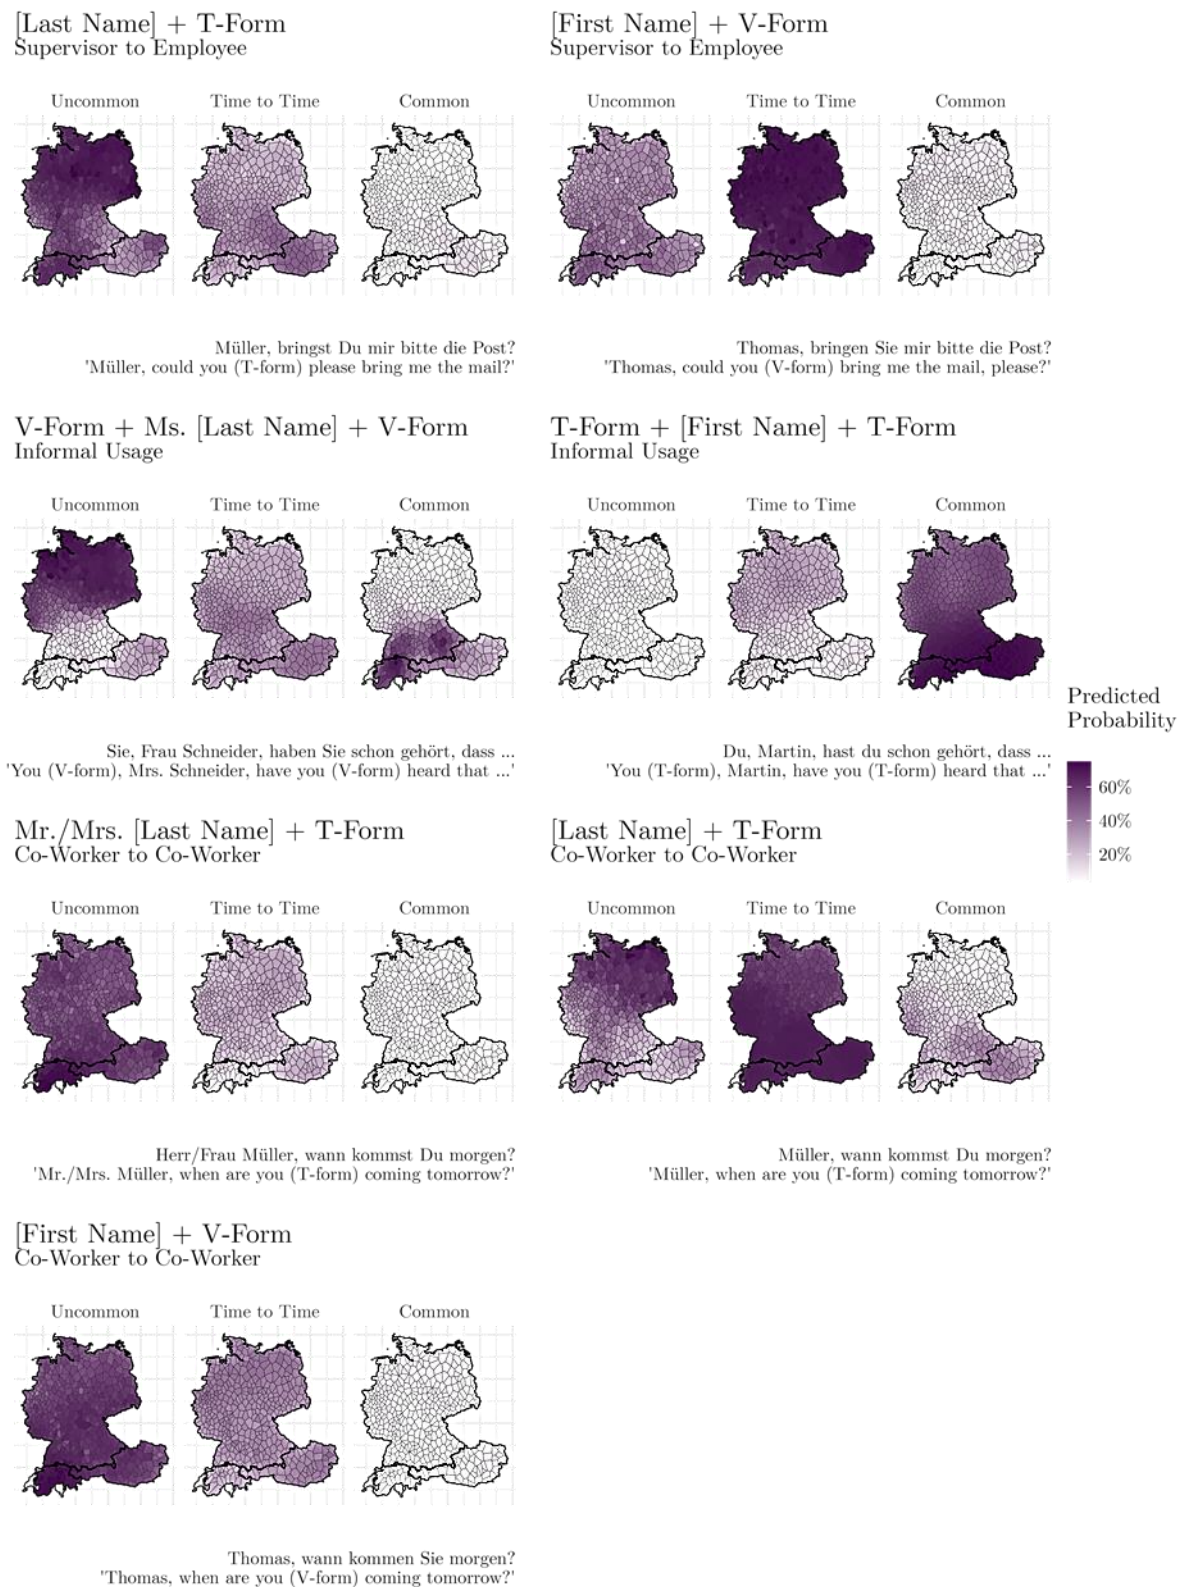 [Last Name] + T-Form
Supervisor to Employee
Uncommon
Time to Time
Common
Müller, bringst Du mir bitte die Post?
'Müller, could you (T-form) please bring me the mail?'
[First Name] + V-Form
Supervisor to Employee
Uncommon
Time to Time
Common
Thomas, bringen Sie mir bitte die Post?
'Thomas, could you (V-form) bring me the mail, please?'
V-Form + Ms. [Last Name] + V-Form
Informal Usage
Uncommon
Time to Time
Common
Sie, Frau Schneider, haben Sie schon gehört, dass ...
'You (V-form), Mrs. Schneider, have you (V-form) heard that ...'
T-Form + [First Name] + T-Form
Informal Usage
Uncommon
Time to Time
Common
Du, Martin, hast du schon gehört, dass ...
'You (T-form), Martin, have you (T-form) heard that ...'
Predicted
Probability
60%
40%
20%
Mr./Mrs. [Last Name] + T-Form
Co-Worker to Co-Worker
Uncommon
Time to Time
Common
Herr/Frau Müller, wann kommst Du morgen?
'Mr./Mrs. Müller, when are you (T-form) coming tomorrow?'
[Last Name] + T-Form
Co-Worker to Co-Worker
Uncommon
Time to Time
Common
Müller, wann kommst Du morgen?
'Müller, when are you (T-form) coming tomorrow?'
[First Name] + V-Form
Co-Worker to Co-Worker
Uncommon
Time to Time
Common
Thomas, wann kommen Sie morgen?
'Thomas, when are you (V-form) coming tomorrow?'